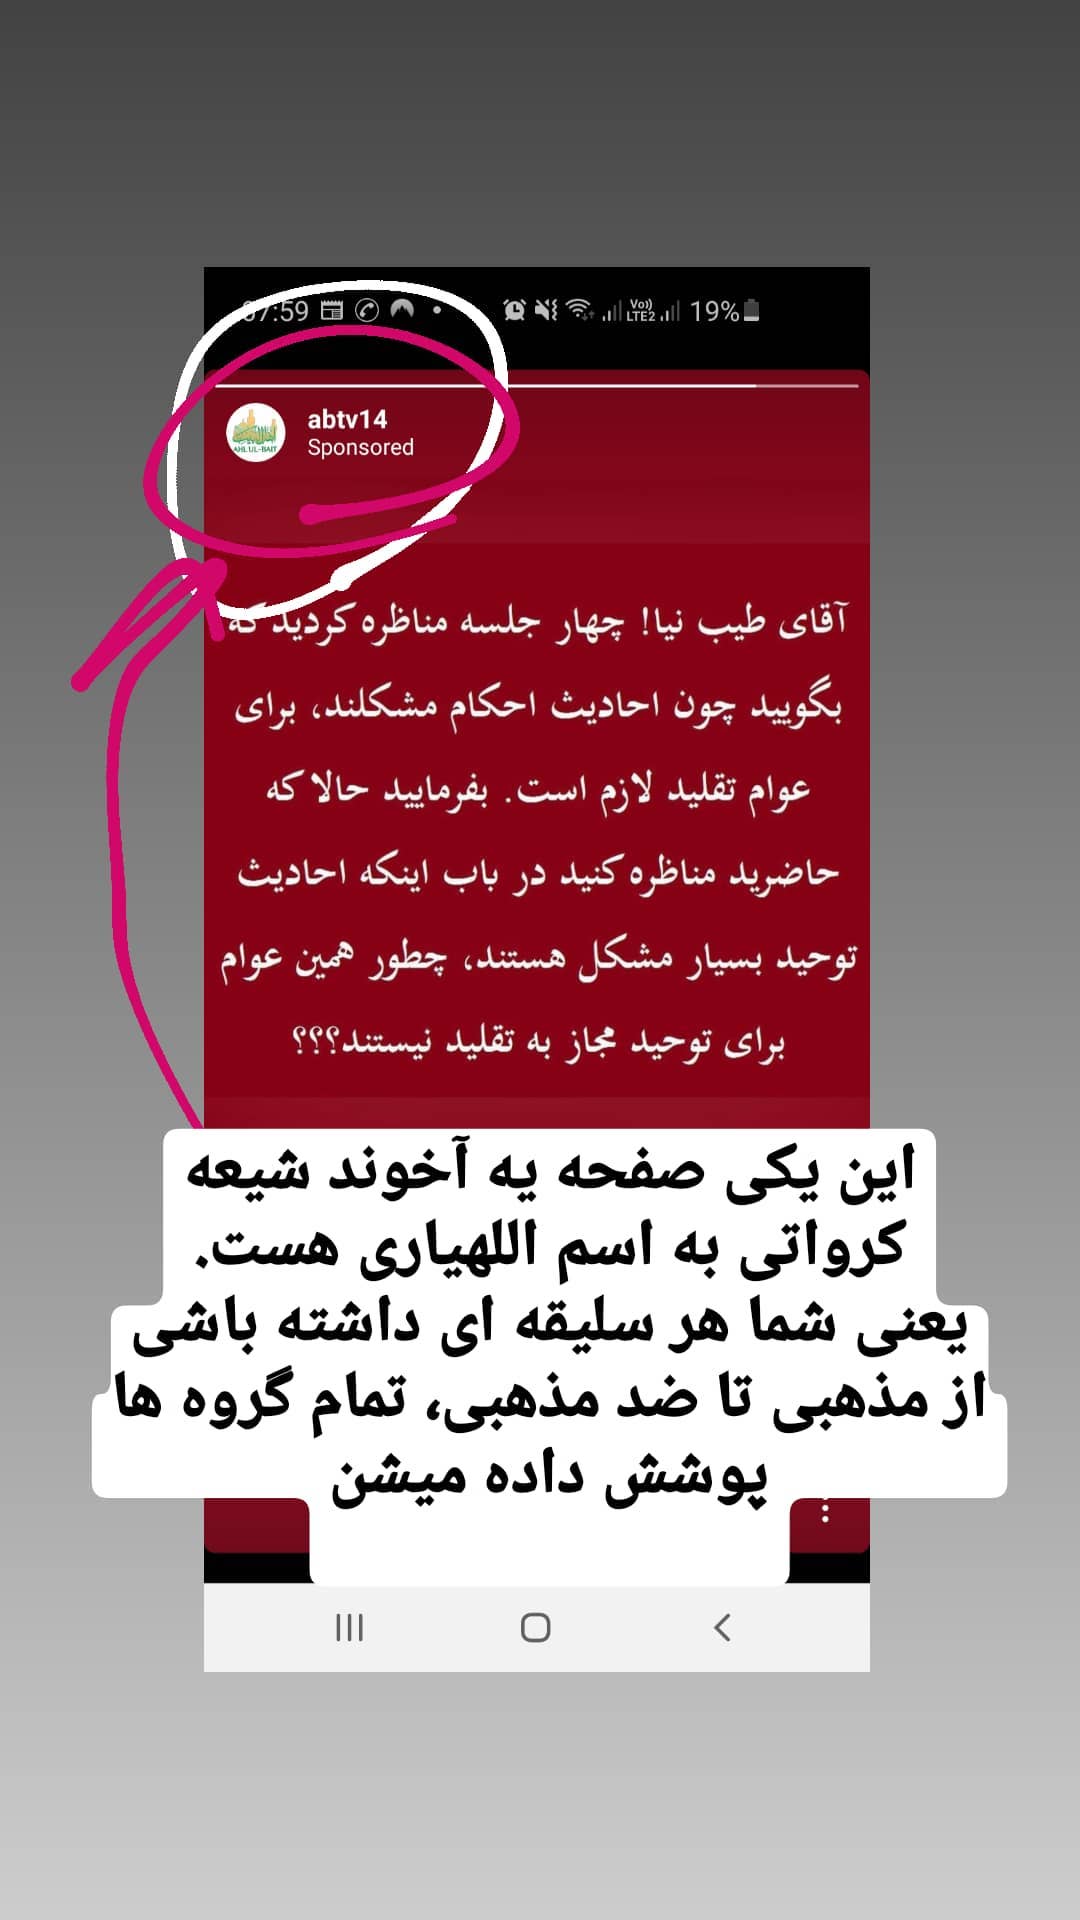 07:59
Vo))
LTE2
19%
abtv14
Sponsored
AHL UL-BAIT
آقای طیب نیا! چهار جلسه مناظره کردید که
بگویید چون احادیث احکام مشکلند، برای
عوام تقلید لازم است. بفرمایید حالا که
حاضرید مناظره کنید در باب اینکه احادیث
توحید بسیار مشکل هستند، چطور همین عوام
برای توحید مجاز به تقلید نیستند؟؟؟
این یکی صفحه یه آخوند شیعه
کرواتی به اسم اللهیاری هست.
یعنی شما هر سلیقه ای داشته باشی
از مذهبی تا ضد مذهبی، تمام گروه ها
پوشش داده میشن